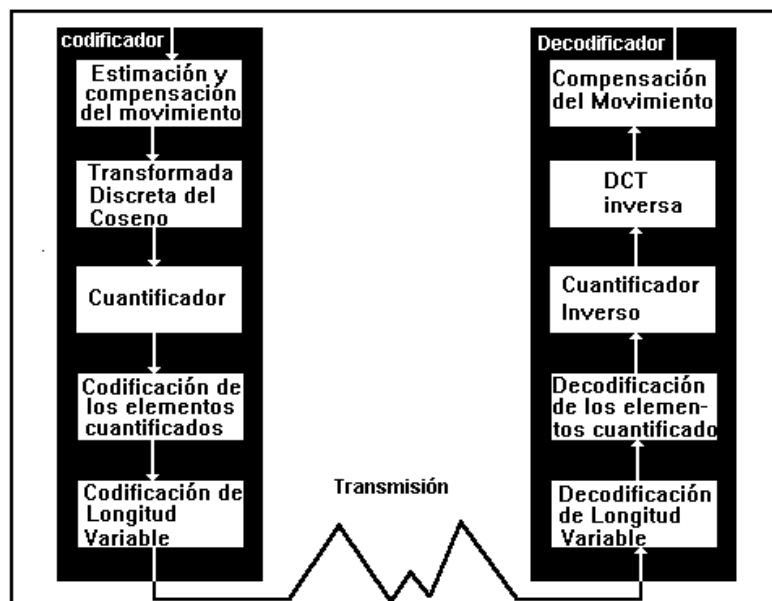 codificador
Estimación y
compensación
del movimiento
Transformada
Discreta del
Coseno
Cuantificador
Codificación de
los elementos
cuantificados
Codificación de
Longitud
Variable
Transmisión
Decodificador
Compensación
del Movimiento
DCT
inversa
Cuantificador
Inverso
Decodificación
de los elemen-
tos cuantificado
Decodificación
de Longitud
Variable